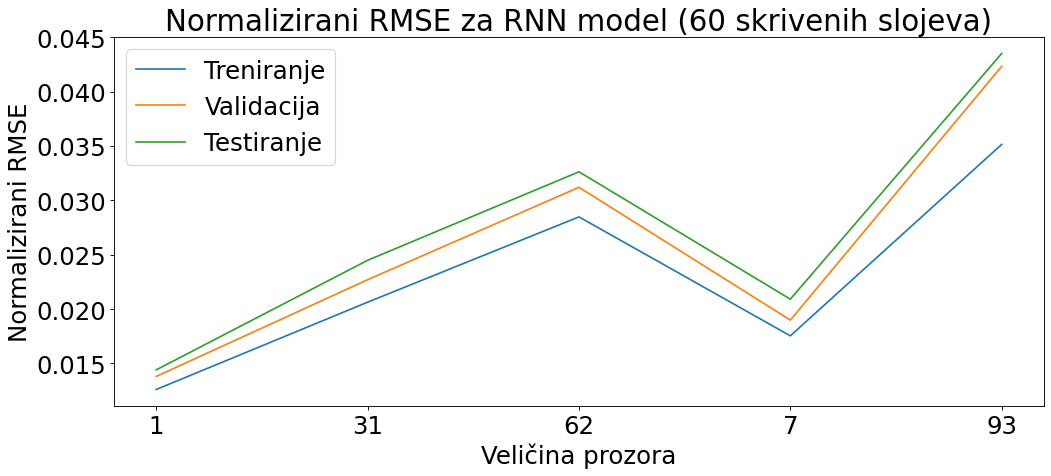 Normalizirani RMSE za RNN model (60 skrivenih slojeva)
Normalizirani RMSE
0.045
0.040
0.035
0.030
0.025
0.020
0.015
Treniranje
Validacija
Testiranje
1 31 62 7 93
Veličina prozora